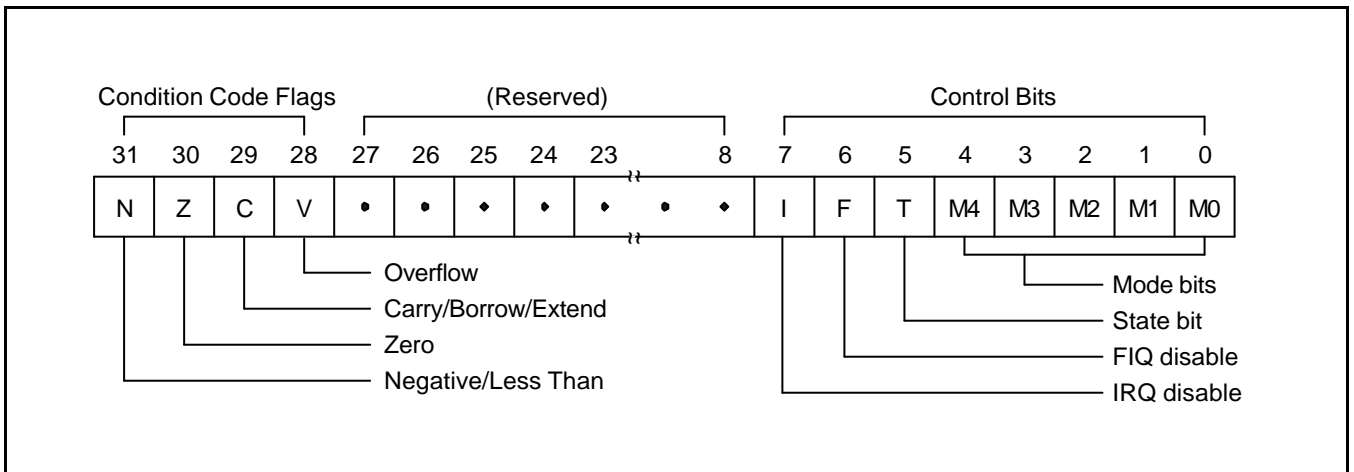 Condition Code Flags (Reserved) Control Bits
31 30 29 28 27 26 25 24 23 8 7 6 5 4 3 2 1 0
N Z C V • • • • • • • I F T M4 M3 M2 M1 M0
Overflow
Carry/Borrow/Extend
Zero
Negative/Less Than
Mode bits
State bit
FIQ disable
IRQ disable